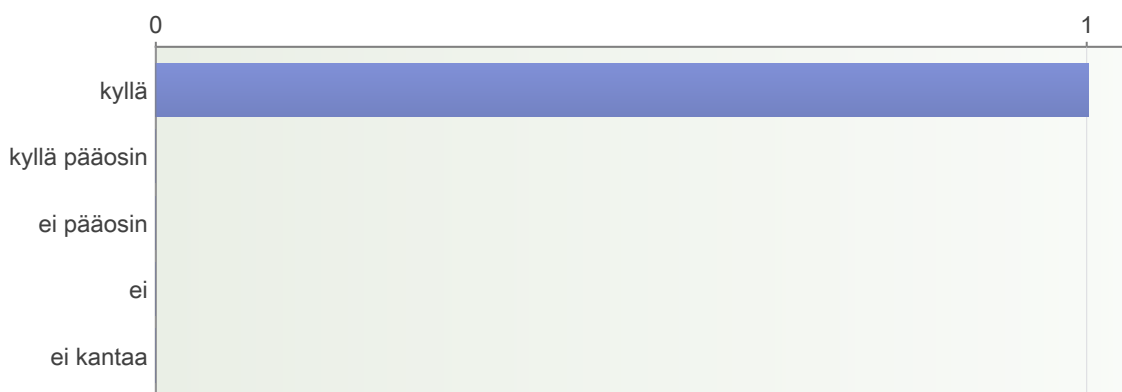 0 1
kyllä
kyllä pääosin
ei pääosin
ei
ei kantaa